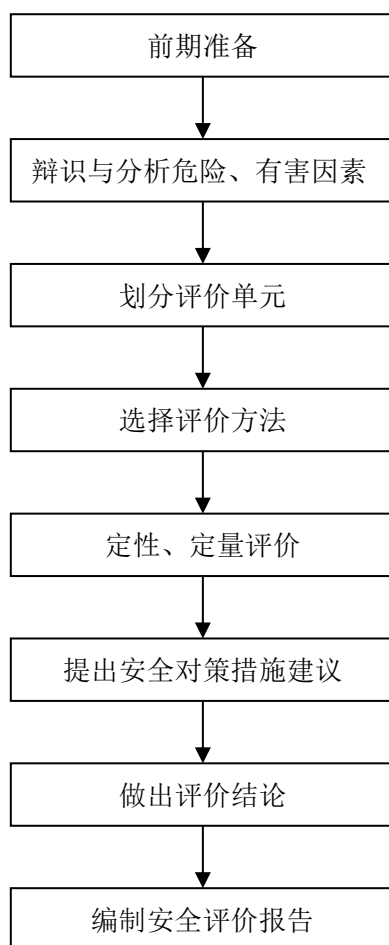 前期准备
辩识与分析危险、有害因素
划分评价单元
选择评价方法
定性、定量评价
提出安全对策措施建议
做出评价结论
编制安全评价报告